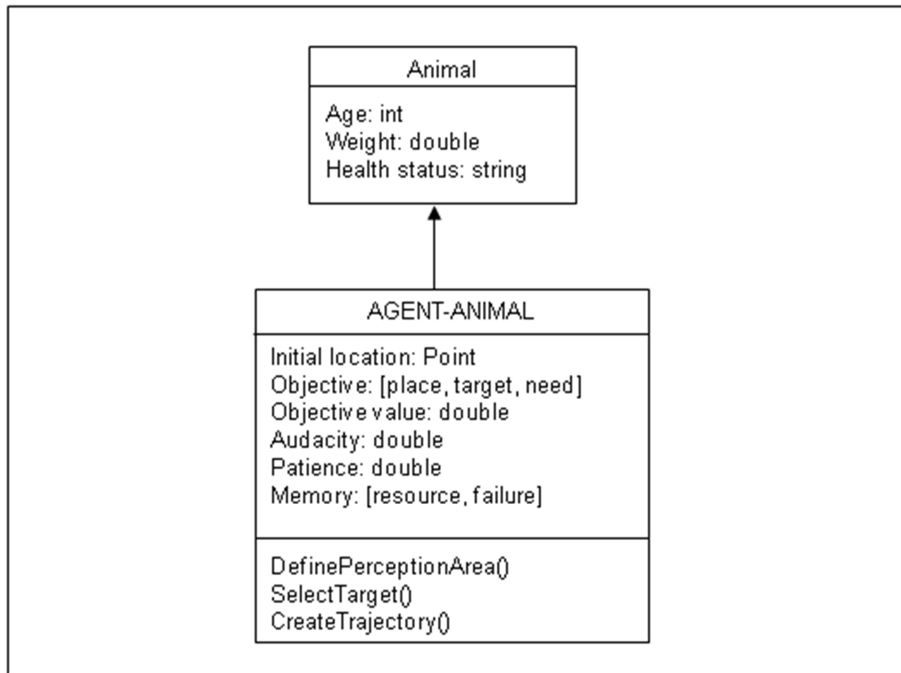 Animal
Age: int
Weight: double
Health status: string
AGENT-ANIMAL
Initial location: Point
Objective: [place, target, need]
Objective value: double
Audacity: double
Patience: double
Memory: [resource, failure]
DefinePerceptionArea()
SelectTarget()
CreateTrajectory()